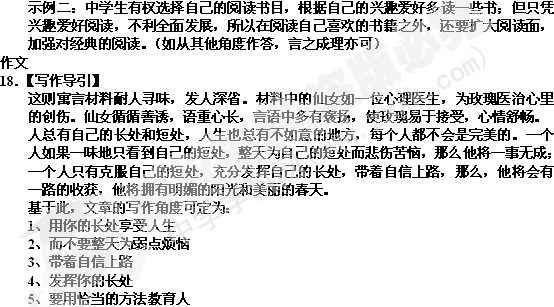 示例二：中学生有权选择自己的阅读书目，根据自己的兴趣爱好多读一些书；但只凭
兴趣爱好阅读，不利全面发展，所以在阅读自己喜欢的书籍之外，还要扩大阅读面，
加强对经典的阅读。（如从其他角度作答，言之成理亦可）
作文
18.【写作导引】
这则寓言材料耐人寻味，发人深省。材料中的仙女如一位心理医生，为玫瑰医治心里
的创伤。仙女循循善诱，语重心长，言语中多有褒扬，使玫瑰易于接受，心情舒畅。
人总有自己的长处和短处，人生也总有不如意的地方，每个人都不会是完美的。一个
人如果一味地只看到自己的短处，整天为自己的短处而悲伤苦恼，那么他将一事无成；
一个人只有克服自己的短处，充分发挥自己的长处，带着自信上路，那么，他将会有
一路的收获，他将拥有明媚的阳光和美丽的春天。
基于此，文章的写作角度可定为：
1、用你的长处享受人生
2、而不要整天为弱点烦恼
3、带着自信上路
4、发挥你的长处
5、要用恰当的方法教育人